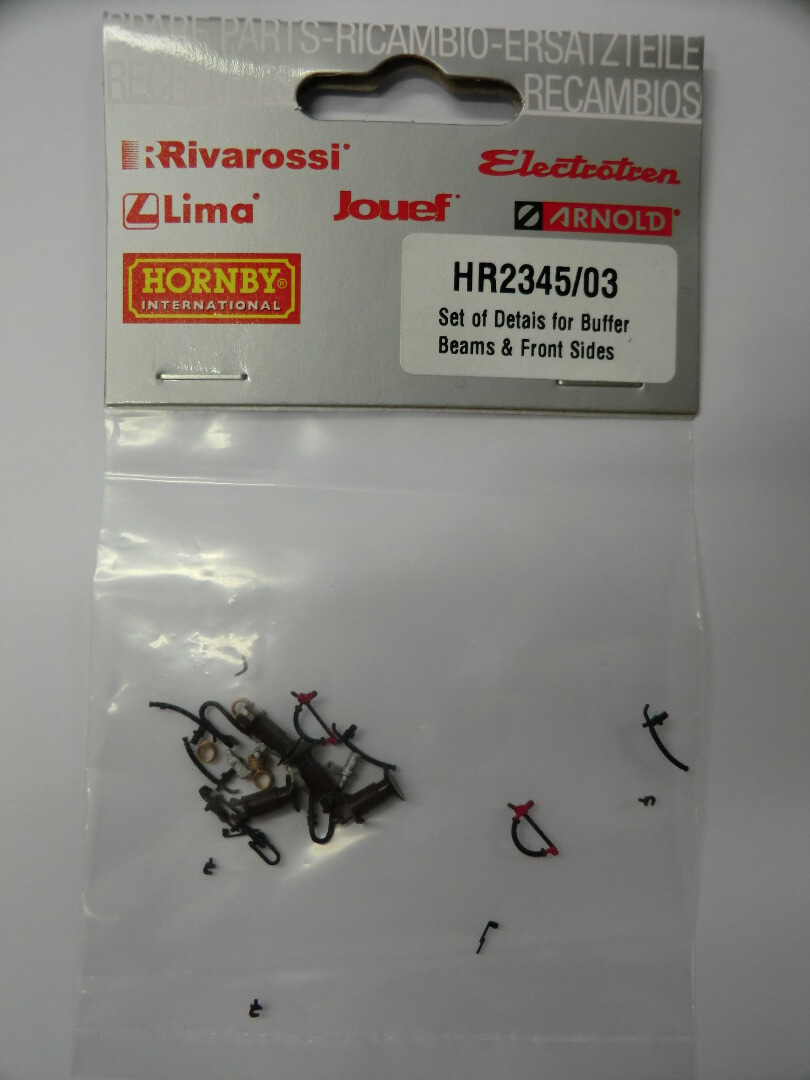 SPARE PARTS-RICAMBIO-ERSATZTEILE
RECAMBIOS
Rivarossi
Electrotren
Lima
Jouef
ARNOLD
HORNBY
INTERNATIONAL
HR2345/03
Set of Detais for Buffer
Beams & Front Sides